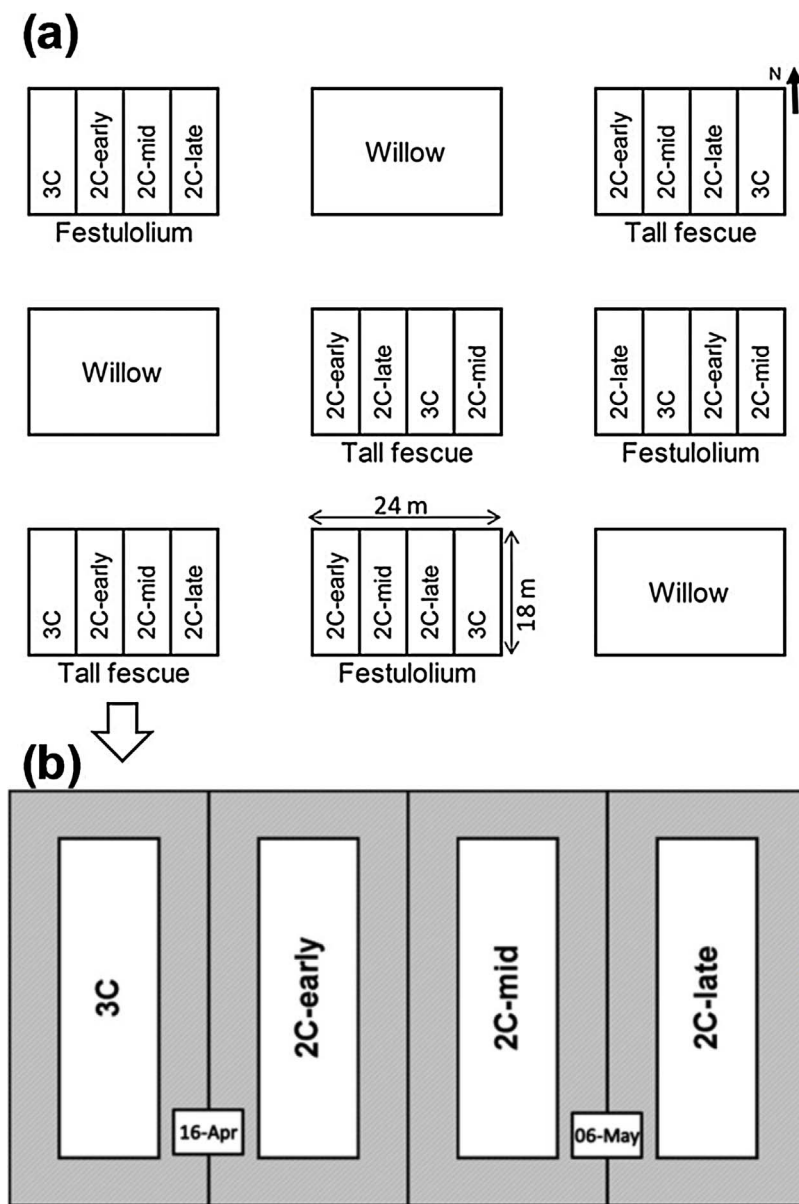 (a)
N
3C
2C-early
2C-mid
2C-late
Festulolium
Willow
2C-early
2C-mid
2C-late
3C
Tall fescue
Willow
2C-early
2C-late
3C
2C-mid
Tall fescue
2C-late
3C
2C-early
2C-mid
Festulolium
3C
2C-early
2C-mid
2C-late
Tall fescue
24 m
2C-early
2C-mid
2C-late
3C
18 m
Festulolium
Willow
(b)
3C
2C-early
2C-mid
2C-late
16-Apr
06-May